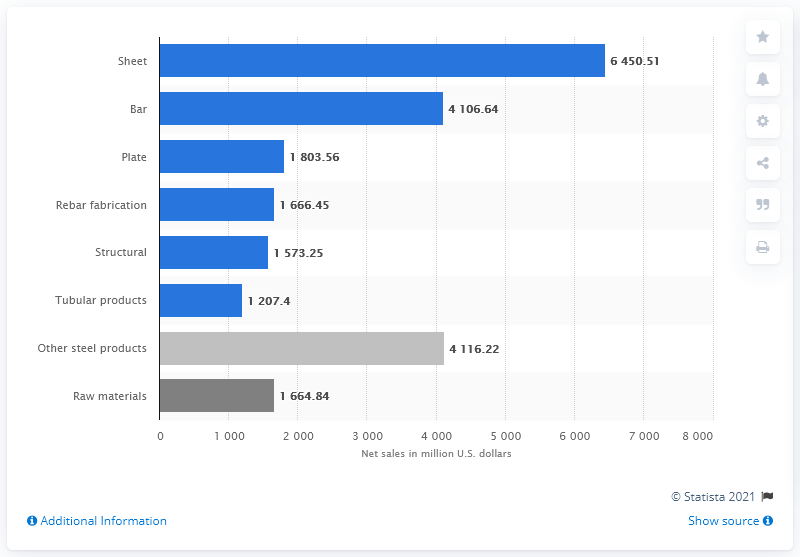 Sheet 6 450.51
Bar 4 106.64
Plate 1 803.56
Rebar fabrication 1 666.45
Structural 1 573.25
Tubular products 1 207.4
Other steel products 4 116.22
Raw materials 1 664.84
0 1 000 2 000 3 000 4 000 5 000 6 000 7 000 8 000
Net sales in million U.S. dollars
© Statista 2021
Additional Information Show source